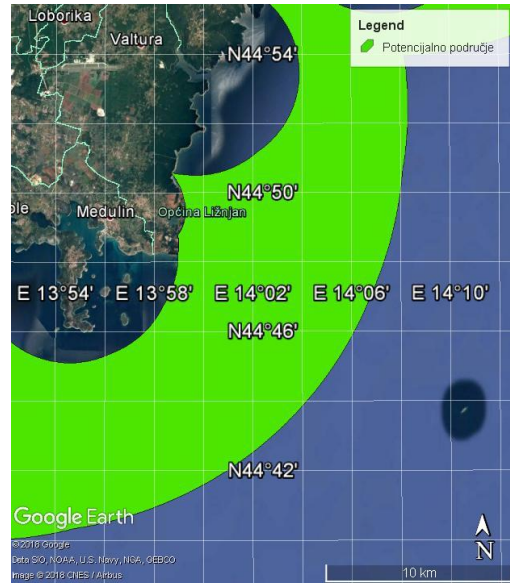 Loborika
Valtura
Legend
Potencijalno područje
N44°54'
N44°50'
Medulin
Općina Ližnjan
E 13°54' E 13°58' E 14°02' E 14°06' E 14°10'
N44°46'
N44°42'
Google Earth
© 2018 Google
Data SIO, NOAA, U.S. Navy, NGA, GEBCO
Image © 2018 CNES / Airbus
N
10 km